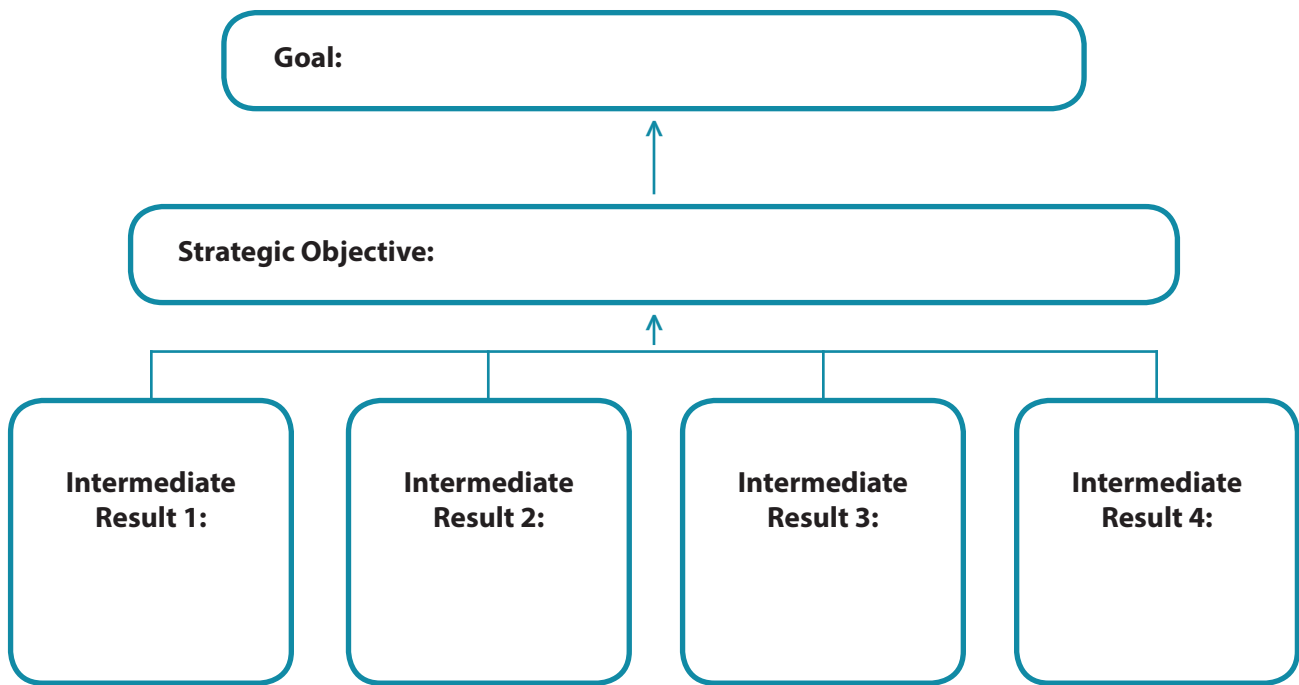 Goal:
Strategic Objective:
Intermediate
Result 1:
Intermediate
Result 2:
Intermediate
Result 3:
Intermediate
Result 4: